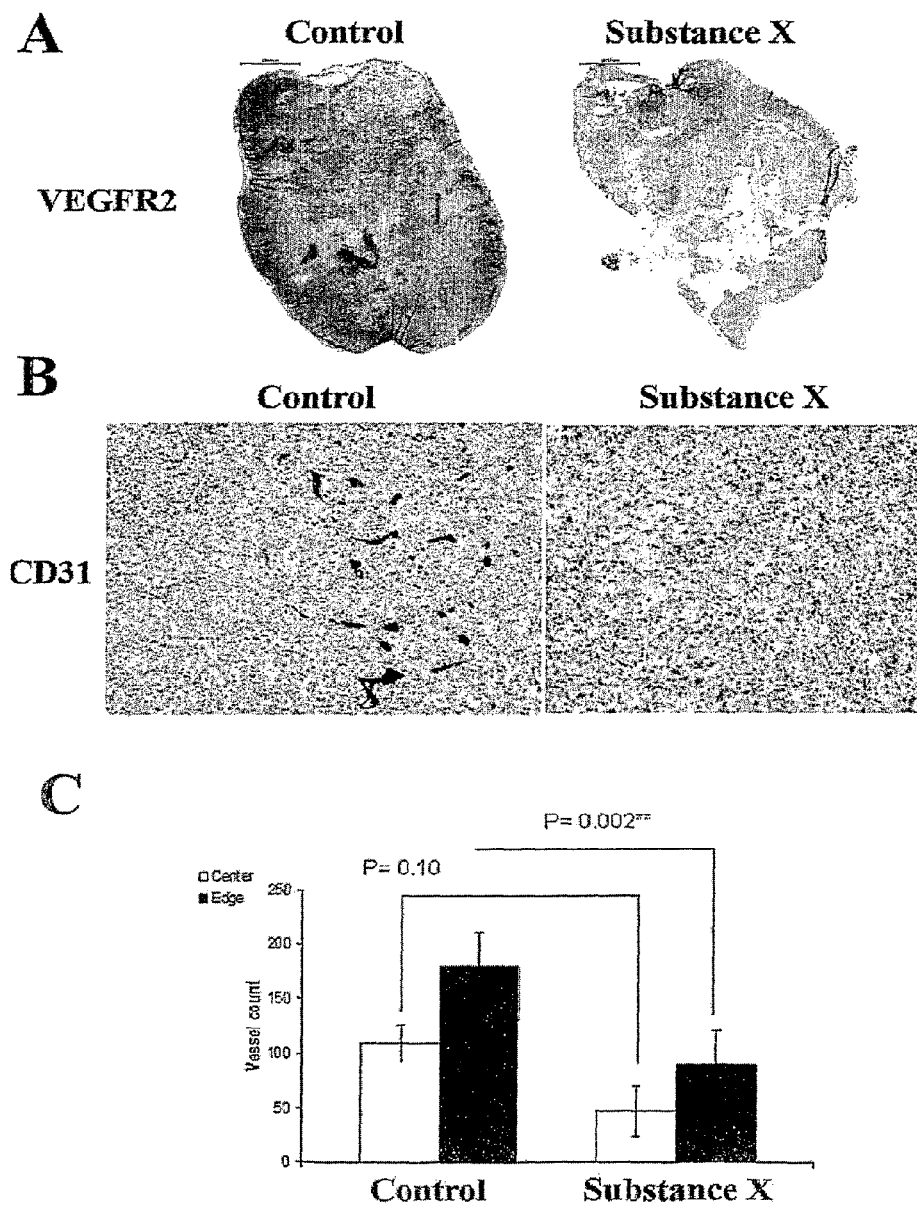 A
Control Substance X
VEGFR2
B
Control Substance X
CD31
C
P= 0.002**
P= 0.10
Center
Edge
250
200
150
100
50
0
Vessel count
Control Substance X